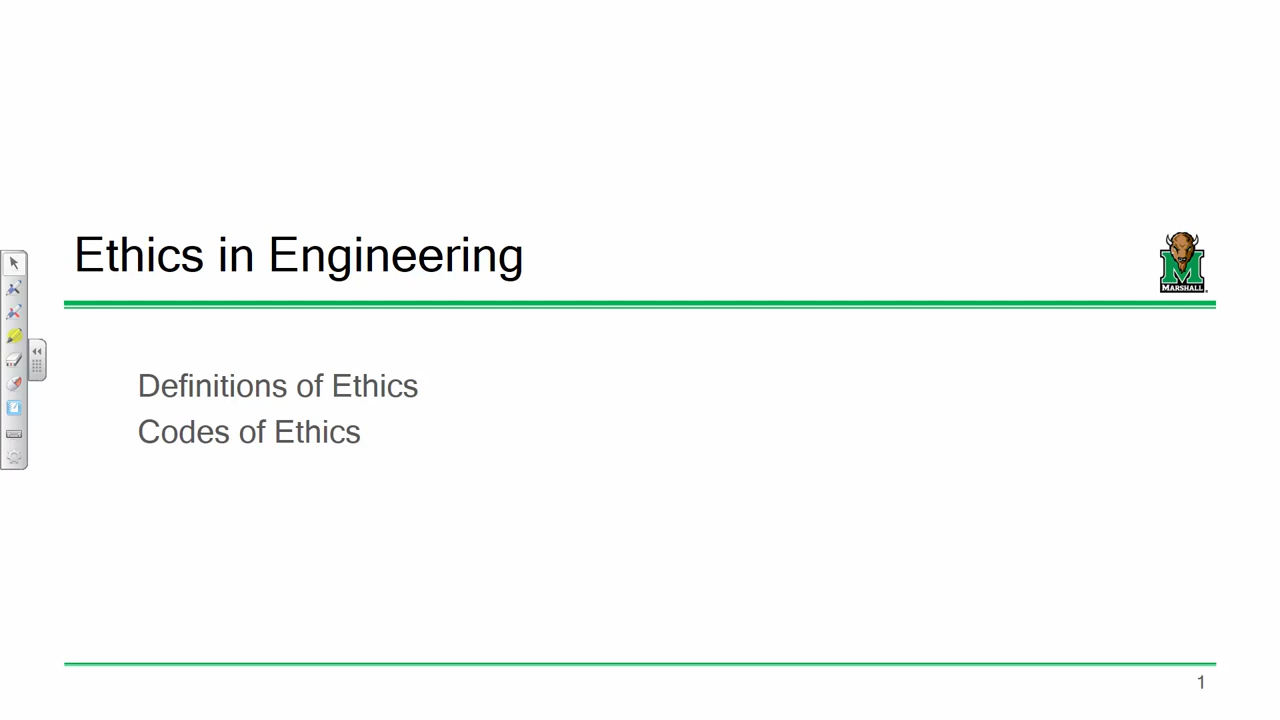 Ethics in Engineering
M
MARSHALL
Definitions of Ethics
Codes of Ethics
1